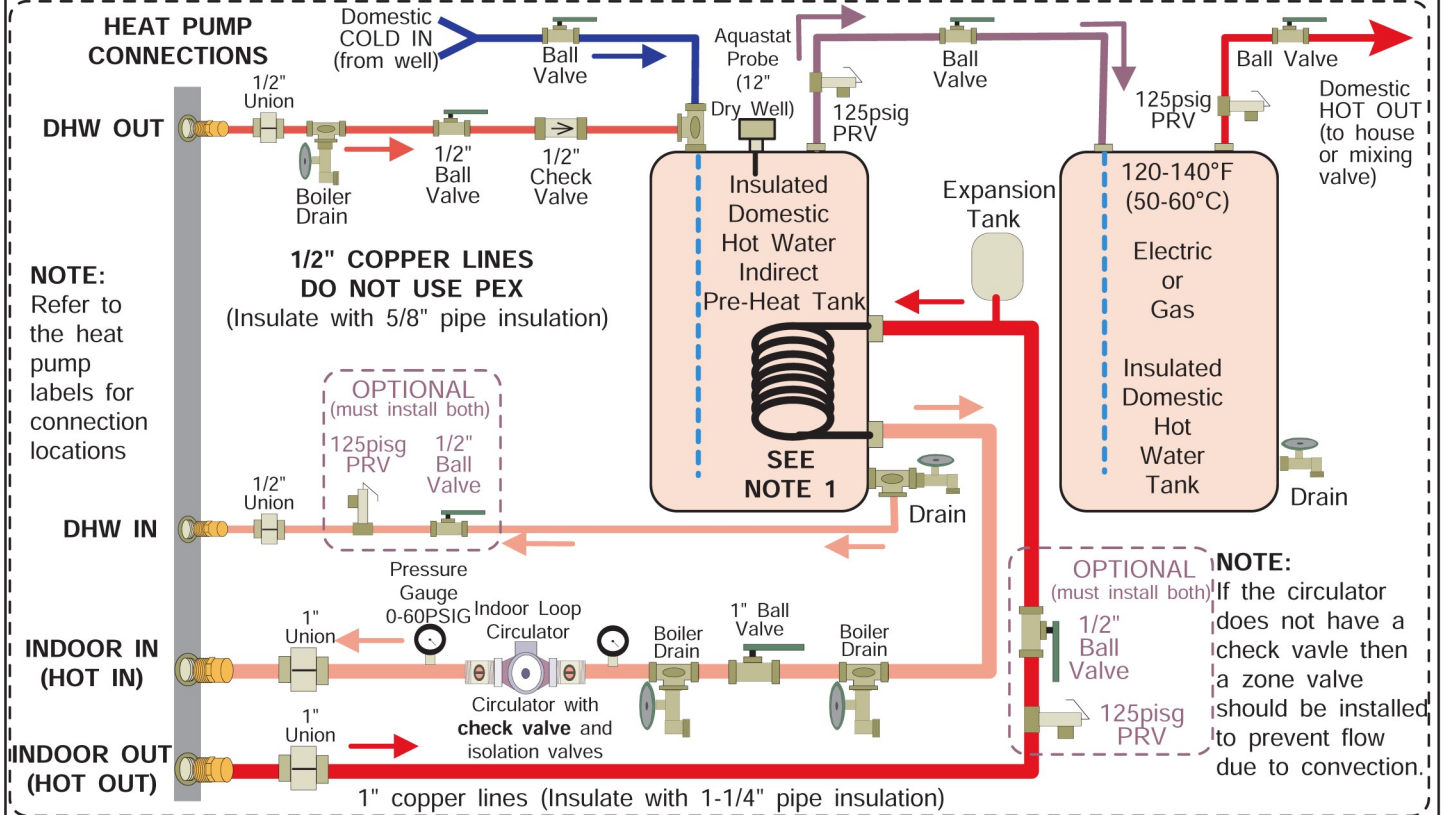 HEAT PUMP
CONNECTIONS
Domestic
COLD IN
(from well)
Ball
Valve
Aquastat
Probe
(12"
Dry Well)
125psig
PRV
Ball
Valve
125psig
PRV
Ball Valve
Domestic
HOT OUT
(to house
or mixing
valve)
DHW OUT
1/2"
Union
Boiler
Drain
1/2"
Ball
Valve
1/2"
Check
Valve
1/2" COPPER LINES
DO NOT USE PEX
(Insulate with 5/8" pipe insulation)
NOTE:
Refer to
the heat
pump
labels for
connection
locations
Insulated
Domestic
Hot Water
Indirect
Pre-Heat Tank
SEE
NOTE 1
Expansion
Tank
120-140°F
(50-60°C)
Electric
or
Gas
Insulated
Domestic
Hot
Water
Tank
Drain
Drain
OPTIONAL
(must install both)
125pisg
PRV
1/2"
Ball
Valve
DHW IN
1/2"
Union
INDOOR IN
(HOT IN)
1"
Union
Pressure
Gauge
0-60PSIG
Indoor Loop
Circulator
Circulator with
check valve and
isolation valves
Boiler
Drain
1" Ball
Valve
Boiler
Drain
OPTIONAL
(must install both)
1/2"
Ball
Valve
125pisg
PRV
NOTE:
If the circulator
does not have a
check vavle then
a zone valve
should be installed
to prevent flow
due to convection.
INDOOR OUT
(HOT OUT)
1"
Union
1" copper lines (Insulate with 1-1/4" pipe insulation)